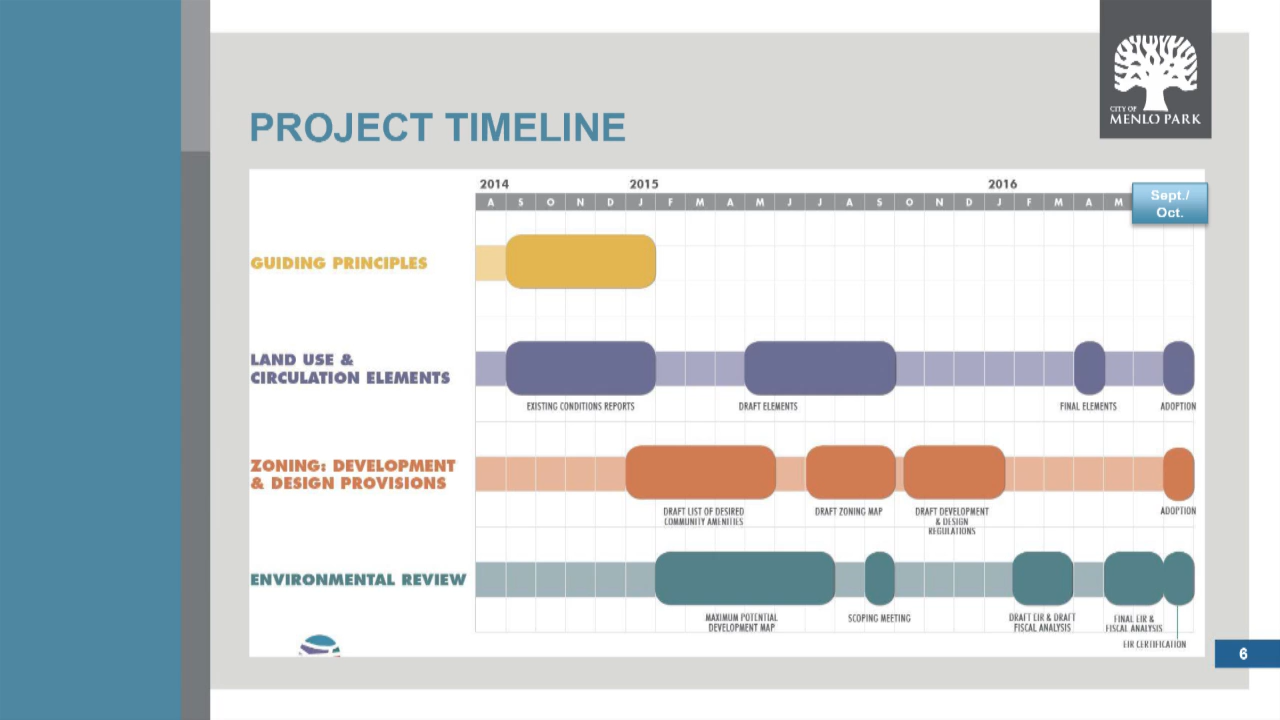 CITY OF
MENLO PARK
PROJECT TIMELINE
2014 2015 2016
A S O N D J F M A M J J A S O N D J F M A M
Sept./
Oct.
GUIDING PRINCIPLES
LAND USE &
CIRCULATION ELEMENTS
EXISTING CONDITIONS REPORTS DRAFT ELEMENTS FINAL ELEMENTS ADOPTION
ZONING: DEVELOPMENT
& DESIGN PROVISIONS
DRAFT LIST OF DESIRED
COMMUNITY AMENITIES
DRAFT ZONING MAP
DRAFT DEVELOPMENT
& DESIGN
REGULATIONS
ADOPTION
ENVIRONMENTAL REVIEW
MAXIMUM POTENTIAL
DEVELOPMENT MAP
SCOPING MEETING
DRAFT EIR & DRAFT
FISCAL ANALYSIS
FINAL EIR &
FISCAL ANALYSIS
EIR CERTIFICATION
6